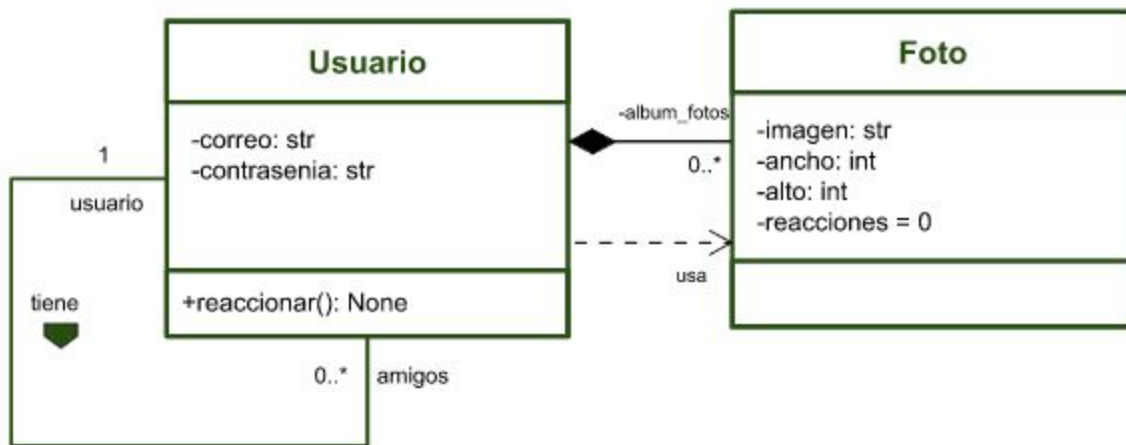 Usuario
-correo: str
-contrasenia: str
+reaccionar(): None
1
usuario
tiene
0..*
amigos
-album_fotos
0..*
usa
Foto
-imagen: str
-ancho: int
-alto: int
-reacciones = 0